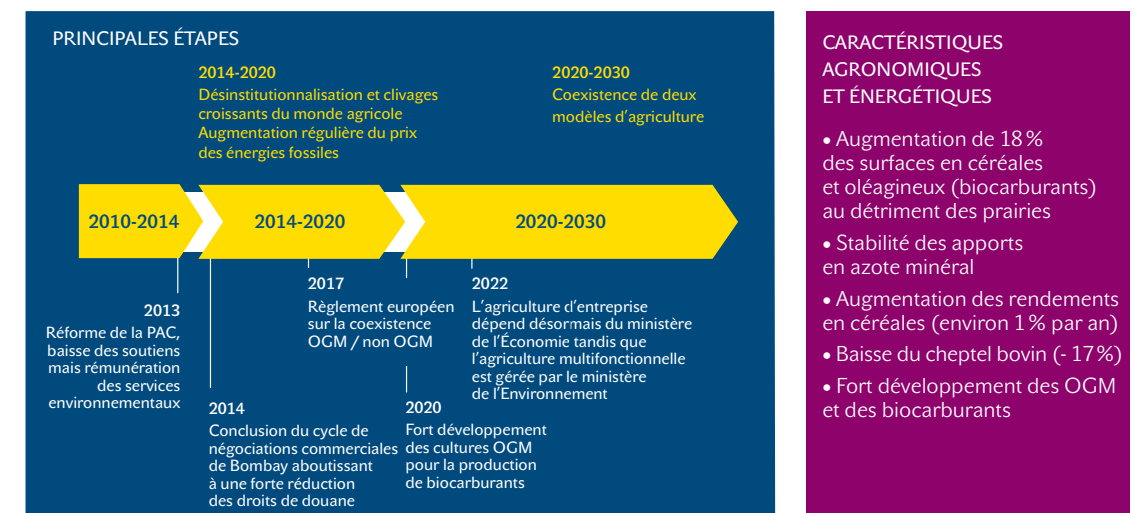 PRINCIPALES ÉTAPES
2014-2020
Désinstitutionnalisation et clivages
croissants du monde agricole
Augmentation régulière du prix
des énergies fossiles
2020-2030
Coexistence de deux
modèles d'agriculture
2010-2014
2014-2020
2020-2030
2013
Réforme de la PAC,
baisse des soutiens
mais rémunération
des services
environnementaux
2014
Conclusion du cycle de
négociations commerciales
de Bombay aboutissant
à une forte réduction
des droits de douane
2017
Règlement européen
sur la coexistence
OGM / non OGM
2020
Fort développement
des cultures OGM
pour la production
de biocarburants
2022
L'agriculture d'entreprise
dépend désormais du ministère
de l'Économie tandis que
l'agriculture multifonctionnelle
est gérée par le ministère
de l'Environnement
CARACTÉRISTIQUES
AGRONOMIQUES
ET ÉNERGÉTIQUES
• Augmentation de 18 %
des surfaces en céréales
et oléagineux (biocarburants)
au détriment des prairies
• Stabilité des apports
en azote minéral
• Augmentation des rendements
en céréales (environ 1 % par an)
• Baisse du cheptel bovin (- 17%)
• Fort développement des OGM
et des biocarburants